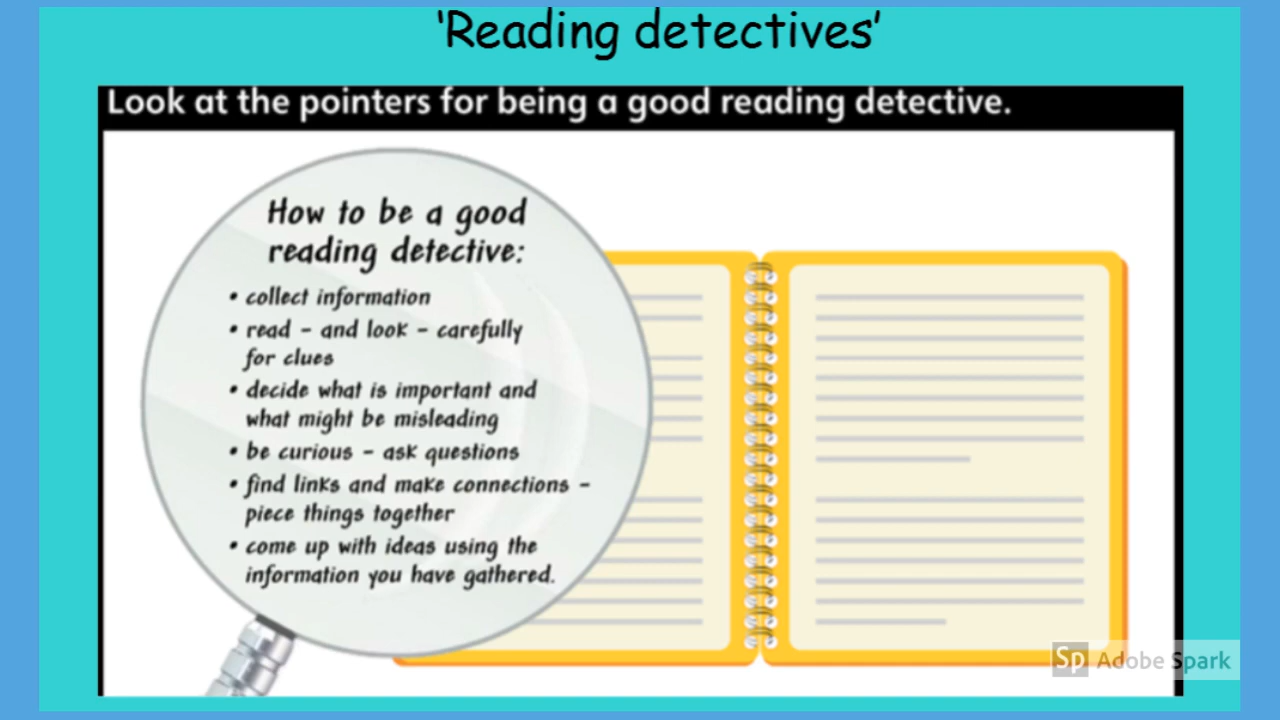 ‘Reading detectives’
Look at the pointers for being a good reading detective.
How to be a good
reading detective:
• collect information
• read – and look – carefully
for clues
• decide what is important and
what might be misleading
• be curious – ask questions
• find links and make connections –
piece things together
• come up with ideas using the
information you have gathered.
Sp Adobe Spark